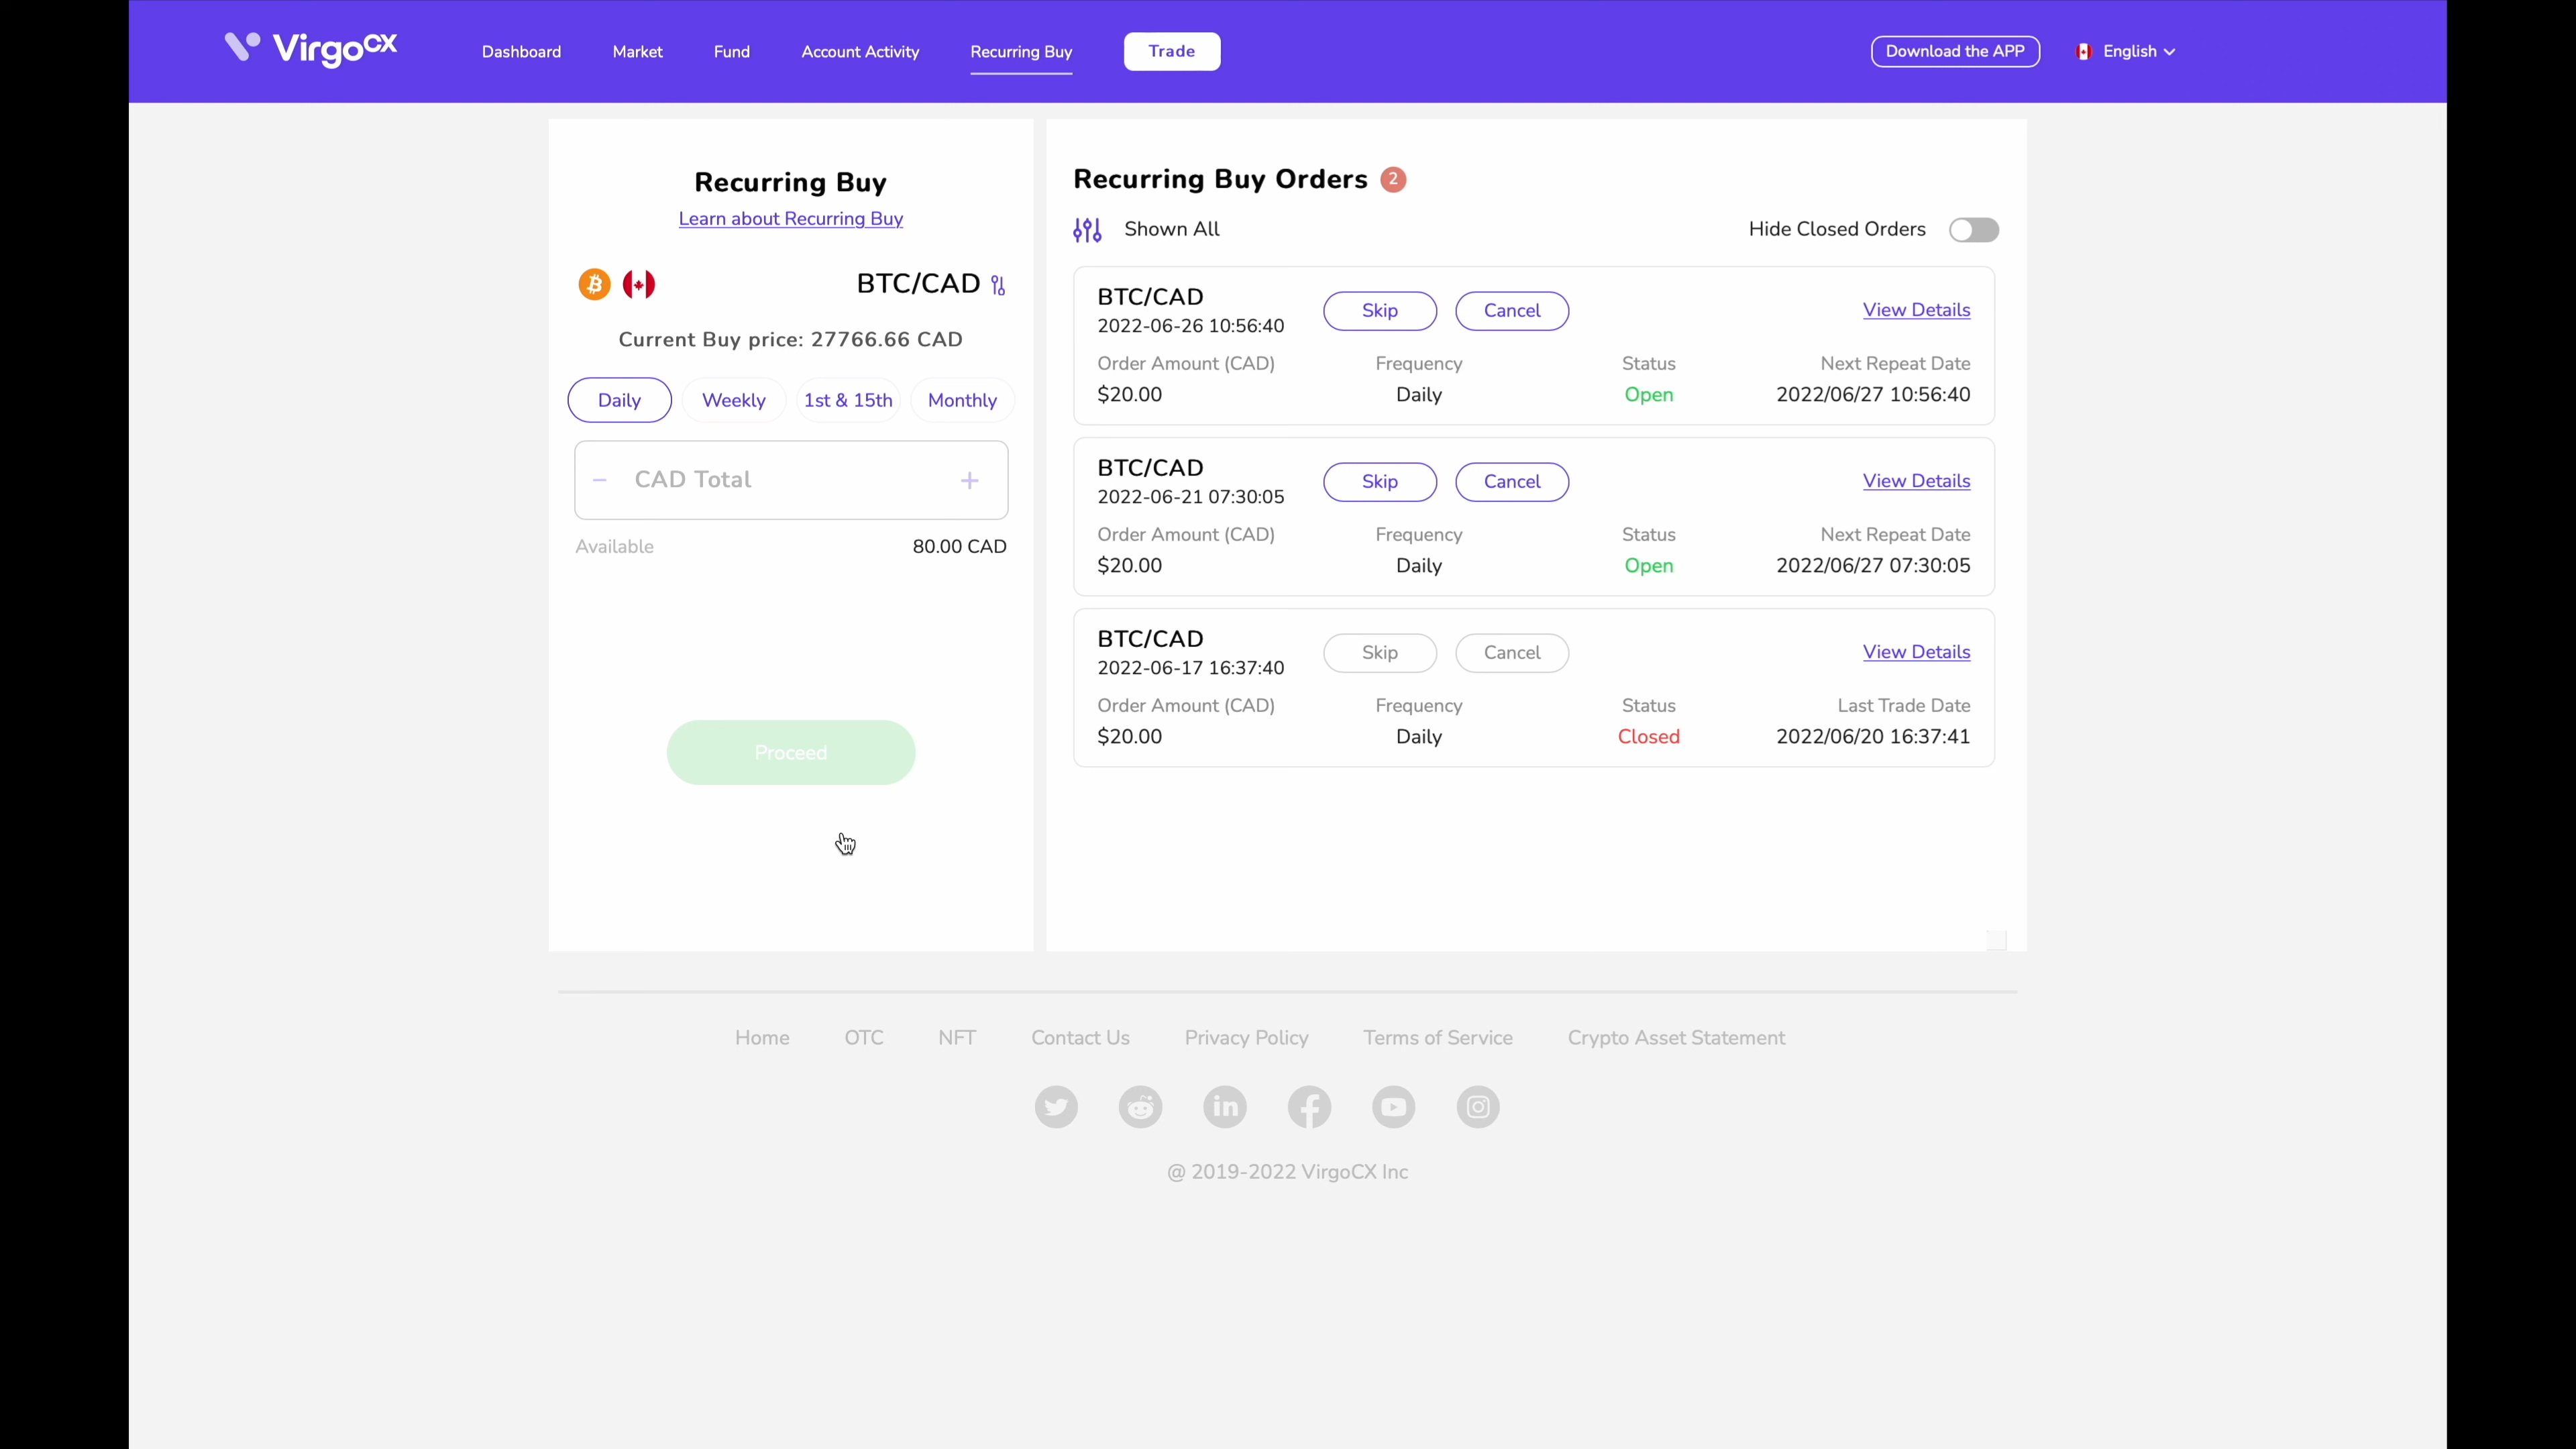 VirgoCX
Dashboard
Market
Fund
Account Activity
Recurring Buy
Trade
Download the APP
English
Recurring Buy
Learn about Recurring Buy
BTC/CAD
Current Buy price: 27766.66 CAD
Daily
Weekly
1st & 15th
Monthly
− CAD Total +
Available 80.00 CAD
Proceed
Recurring Buy Orders 2
Shown All
Hide Closed Orders
BTC/CAD
2022-06-26 10:56:40
Skip
Cancel
View Details
Order Amount (CAD) Frequency Status Next Repeat Date
$20.00 Daily Open 2022/06/27 10:56:40
BTC/CAD
2022-06-21 07:30:05
Skip
Cancel
View Details
Order Amount (CAD) Frequency Status Next Repeat Date
$20.00 Daily Open 2022/06/27 07:30:05
BTC/CAD
2022-06-17 16:37:40
Skip
Cancel
View Details
Order Amount (CAD) Frequency Status Last Trade Date
$20.00 Daily Closed 2022/06/20 16:37:41
Home
OTC
NFT
Contact Us
Privacy Policy
Terms of Service
Crypto Asset Statement
@ 2019-2022 VirgoCX Inc